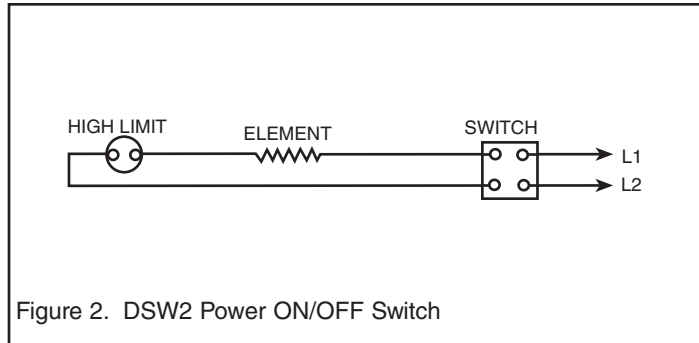 HIGH LIMIT
ELEMENT
SWITCH
L1
L2
Figure 2. DSW2 Power ON/OFF Switch